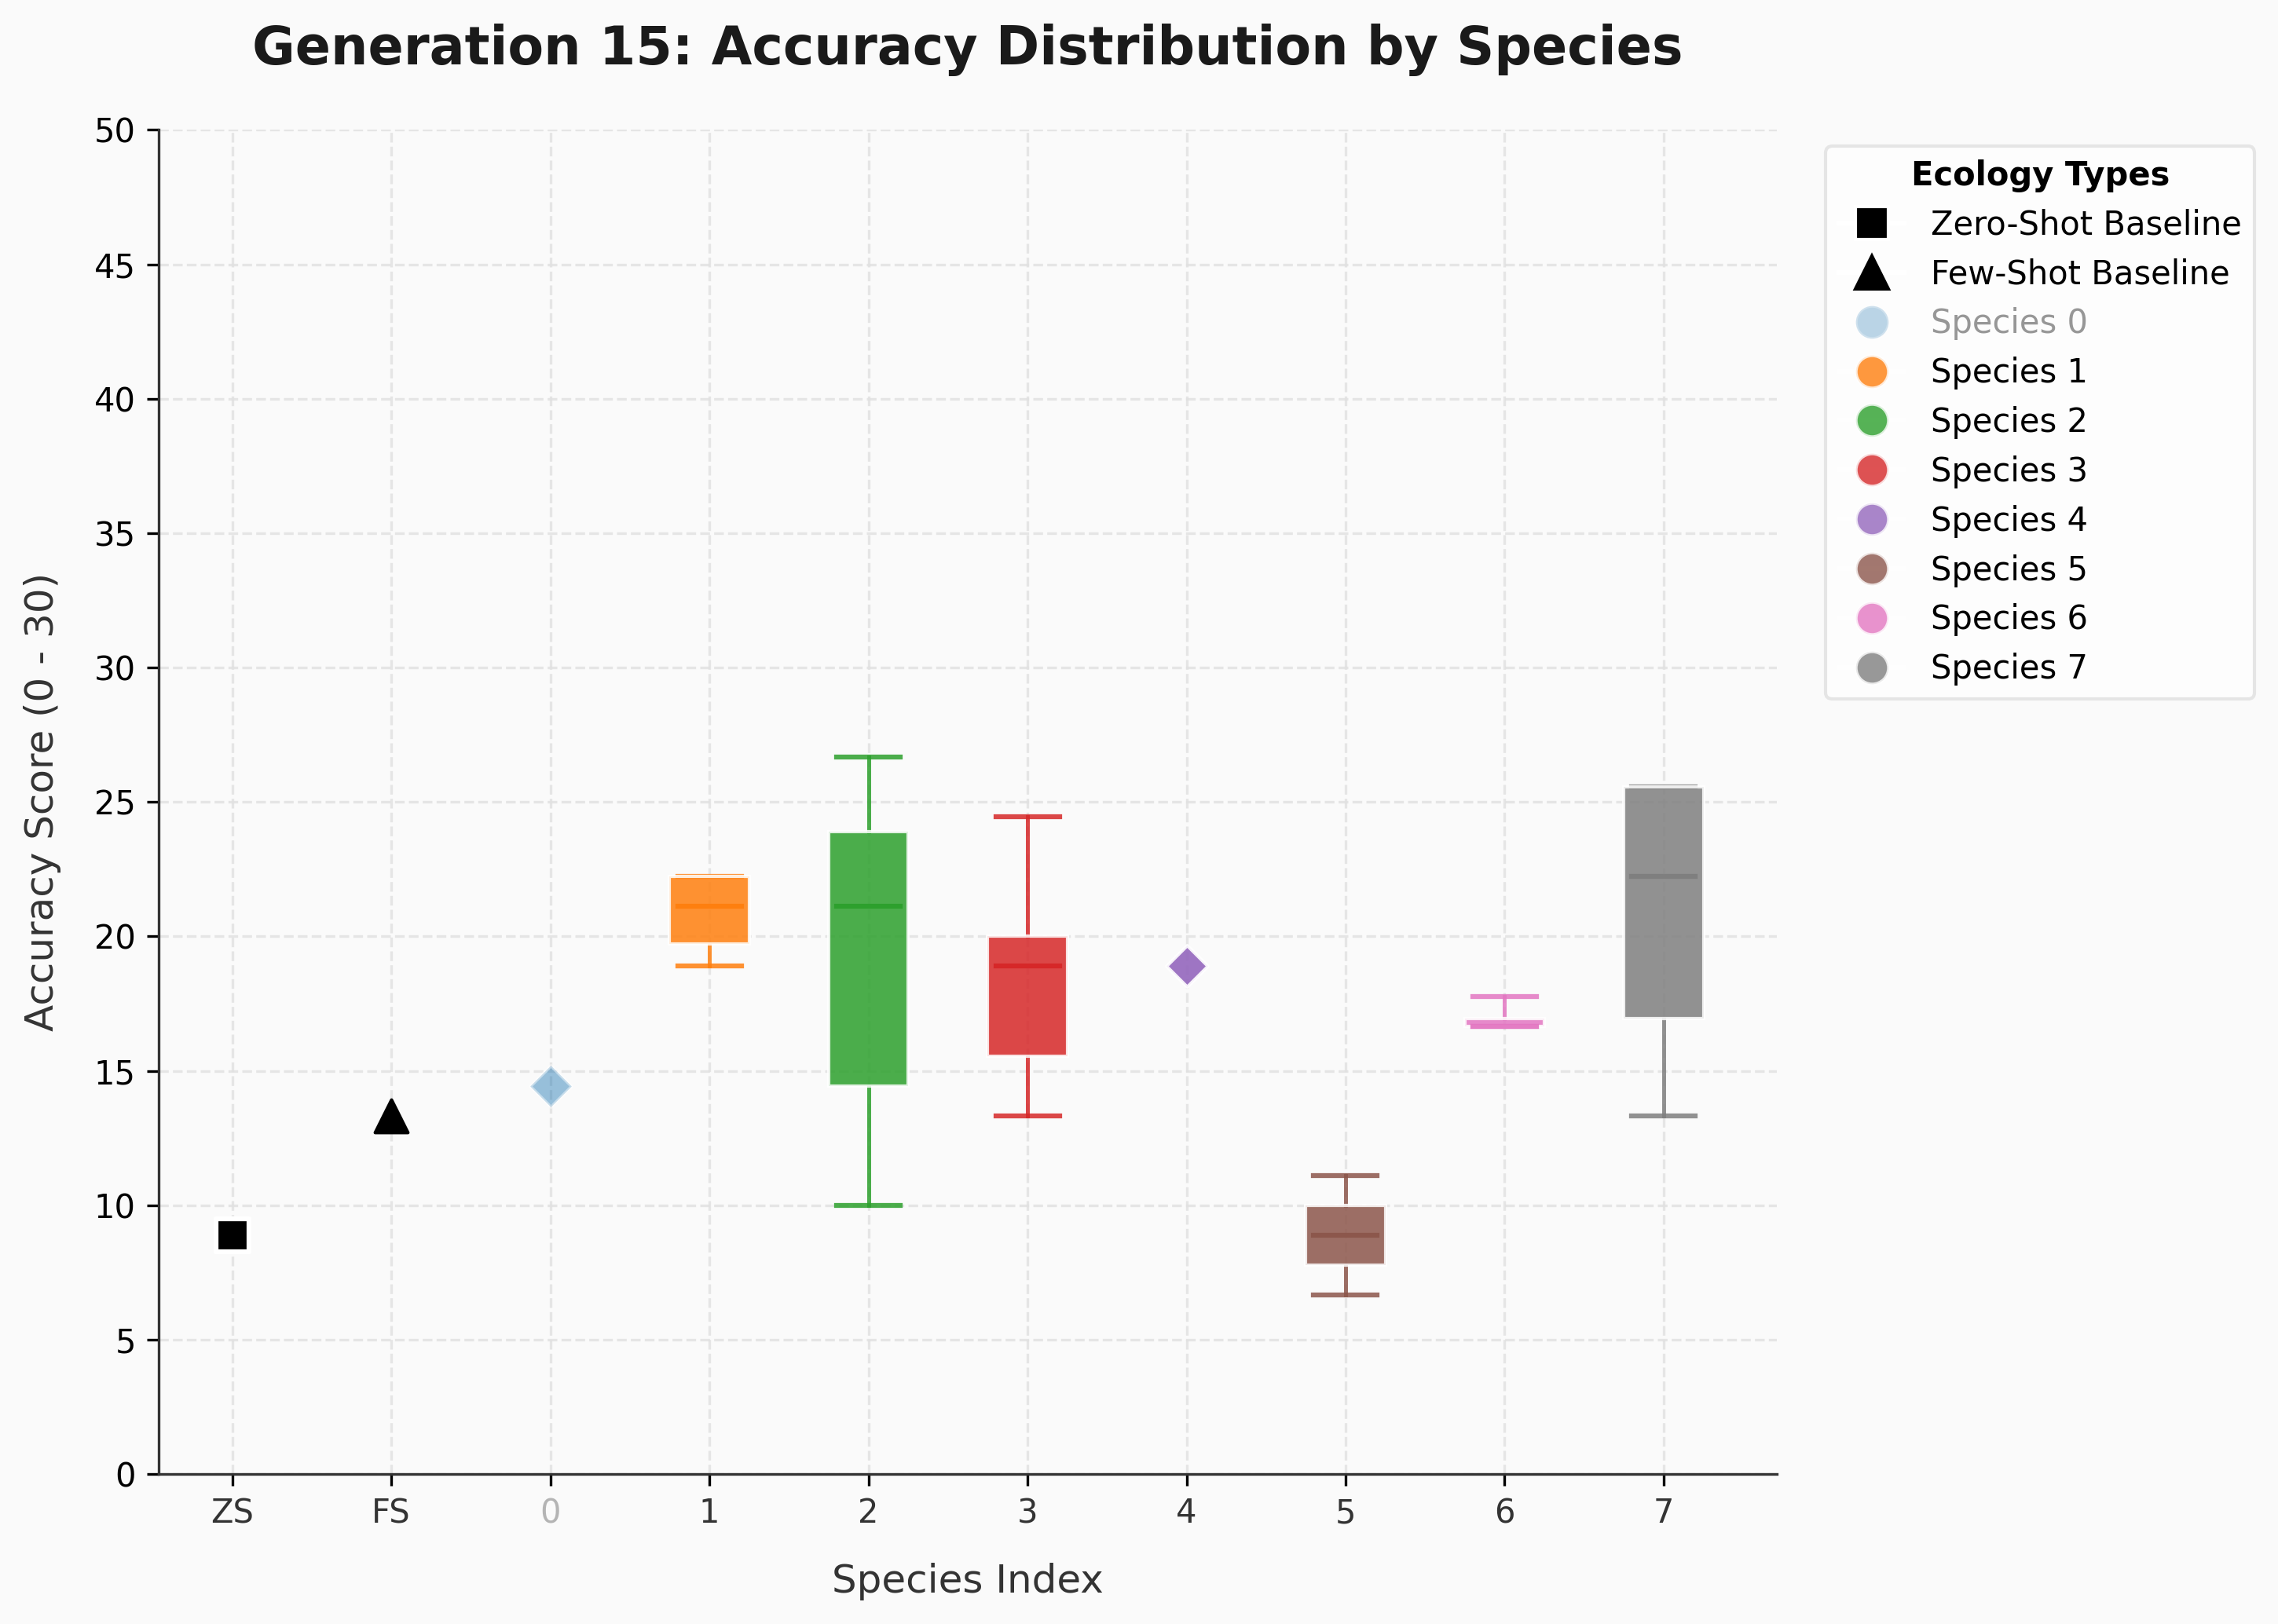 Generation 15: Accuracy Distribution by Species
50
45
40
35
30
25
20
15
10
5
0
Accuracy Score (0 - 30)
ZS FS 0 1 2 3 4 5 6 7
Species Index
Ecology Types
Zero-Shot Baseline
Few-Shot Baseline
Species 0
Species 1
Species 2
Species 3
Species 4
Species 5
Species 6
Species 7